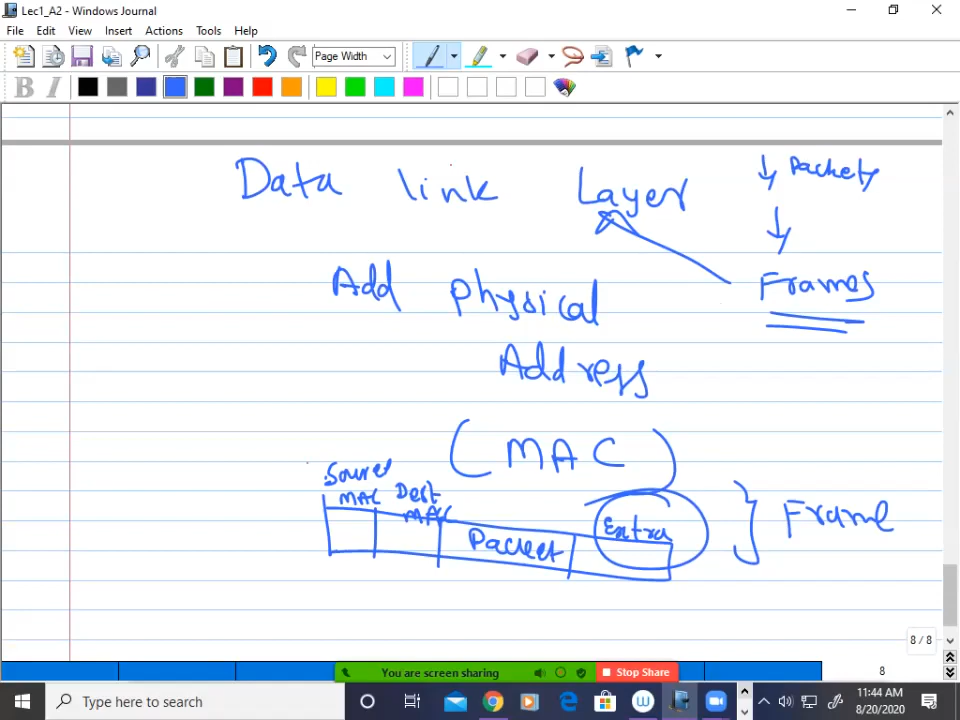 Lec1_A2 - Windows Journal
File Edit View Insert Actions Tools Help
Page Width
B I
Data link Layer
↓ Packets
↓
Frames
Add physical
Address
(MAC)
Source
MAC
Dest
MAC
Packet
Extra
} Frame
8 / 8
You are screen sharing
Stop Share
8
Type here to search
11:44 AM
8/20/2020